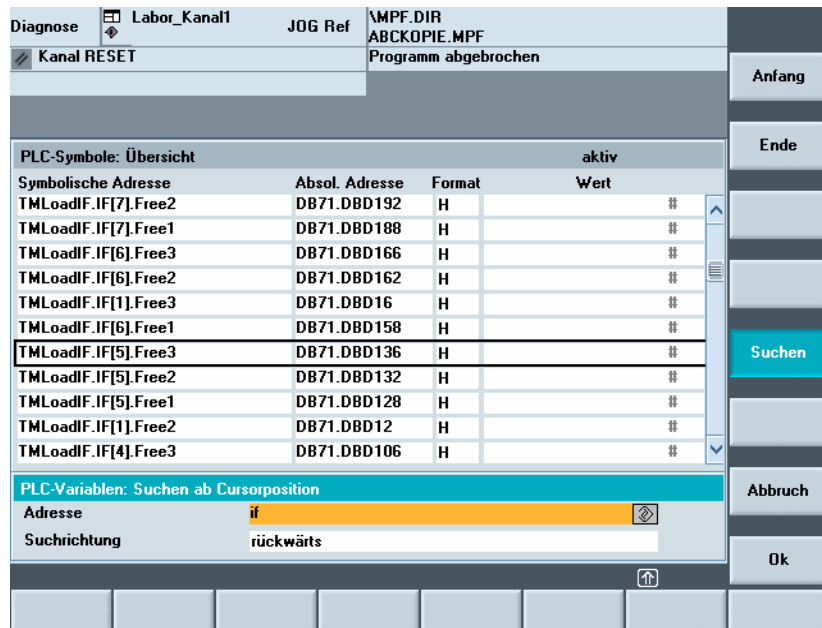 Diagnose Labor_Kanal1 JOG Ref \MPF.DIR
ABCKOPIE.MPF
Kanal RESET Programm abgebrochen
Anfang
Ende
PLC-Symbole: Übersicht aktiv
Symbolische Adresse Absol. Adresse Format Wert
TMLoadIF.IF[7].Free2 DB71.DBD192 H #
TMLoadIF.IF[7].Free1 DB71.DBD188 H #
TMLoadIF.IF[6].Free3 DB71.DBD166 H #
TMLoadIF.IF[6].Free2 DB71.DBD162 H #
TMLoadIF.IF[1].Free3 DB71.DBD16 H #
TMLoadIF.IF[6].Free1 DB71.DBD158 H #
TMLoadIF.IF[5].Free3 DB71.DBD136 H #
Suchen
TMLoadIF.IF[5].Free2 DB71.DBD132 H #
TMLoadIF.IF[5].Free1 DB71.DBD128 H #
TMLoadIF.IF[1].Free2 DB71.DBD12 H #
TMLoadIF.IF[4].Free3 DB71.DBD106 H #
PLC-Variablen: Suchen ab Cursorposition
Abbruch
Adresse if
Suchrichtung rückwärts
Ok